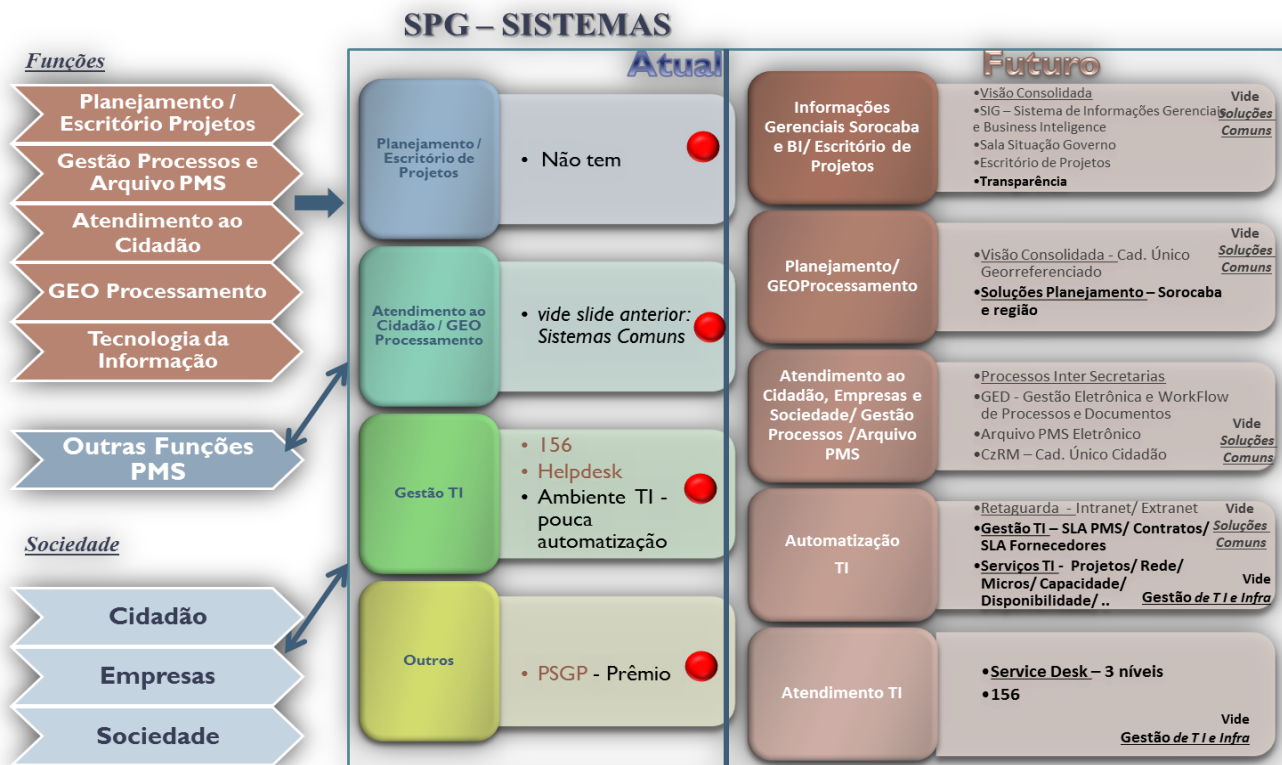 SPG – SISTEMAS
Funções
Planejamento /
Escritório Projetos
Gestão Processos e
Arquivo PMS
Atendimento ao
Cidadão
GEO Processamento
Tecnologia da
Informação
Outras Funções
PMS
Sociedade
Cidadão
Empresas
Sociedade
Atual
Planejamento /
Escritório de
Projetos
• Não tem
Atendimento ao
Cidadão / GEO
Processamento
• vide slide anterior:
Sistemas Comuns
Gestão TI
• 156
• Helpdesk
• Ambiente TI -
pouca
automatização
Outros
• PSGP - Prêmio
Futuro
Informações
Gerenciais Sorocaba
e BI/ Escritório de
Projetos
•Visão Consolidada
•SIG – Sistema de Informações Gerenciais
e Business Inteligence
•Sala Situação Governo
•Escritório de Projetos
•Transparência
Vide
Soluções
Comuns
Planejamento/
GEOProcessamento
•Visão Consolidada - Cad. Único
Georreferenciado
•Soluções Planejamento – Sorocaba
e região
Vide
Soluções
Comuns
Atendimento ao
Cidadão, Empresas e
Sociedade/ Gestão
Processos /Arquivo
PMS
•Processos Inter Secretarias
•GED - Gestão Eletrônica e WorkFlow
de Processos e Documentos
•Arquivo PMS Eletrônico
•CzRM – Cad. Único Cidadão
Vide
Soluções
Comuns
Automatização
TI
•Retaguarda - Intranet/ Extranet
•Gestão TI – SLA PMS/ Contratos/
SLA Fornecedores
•Serviços TI - Projetos/ Rede/
Micros/ Capacidade/
Disponibilidade/ ..
Vide
Soluções
Comuns
Vide
Gestão de T I e Infra
Atendimento TI
•Service Desk – 3 níveis
•156
Vide
Gestão de T I e Infra